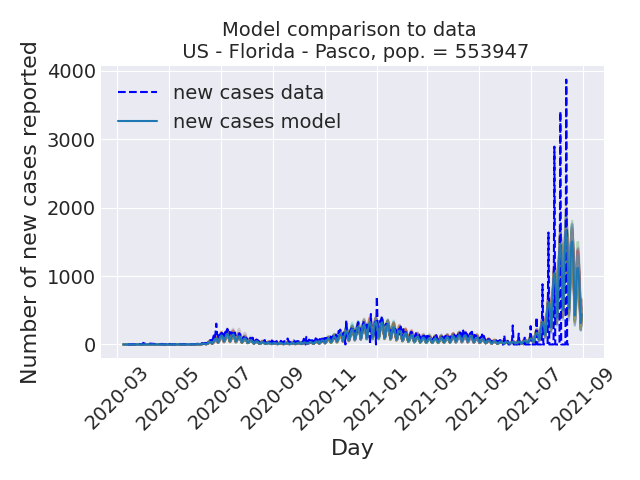 Model comparison to data
US - Florida - Pasco, pop. = 553947
Number of new cases reported
4000
3000
2000
1000
0
new cases data
new cases model
2020-03
2020-05
2020-07
2020-09
2020-11
2021-01
2021-03
2021-05
2021-07
2021-09
Day